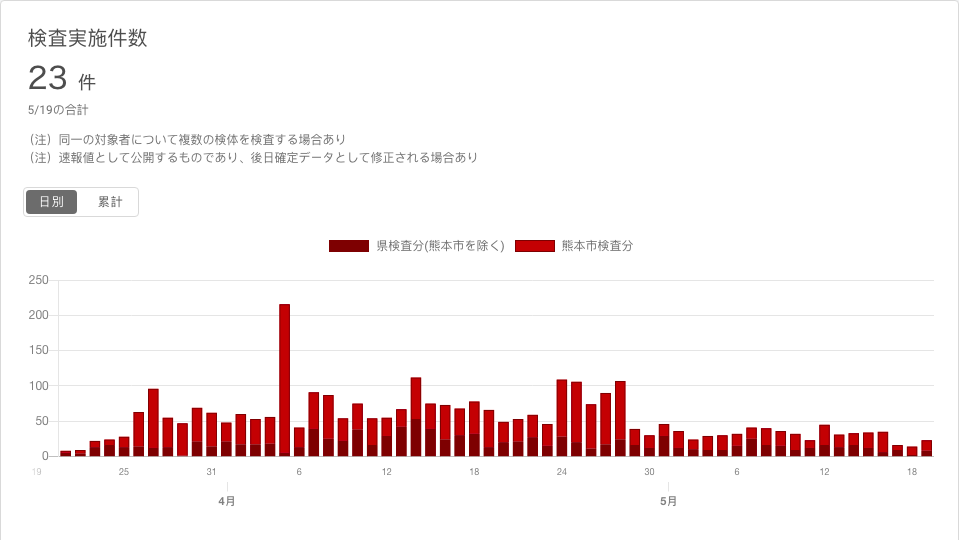 検査実施件数
23 件
5/19の合計
（注）同一の対象者について複数の検体を検査する場合あり
（注）速報値として公開するものであり、後日確定データとして修正される場合あり
日別 累計
県検査分(熊本市を除く) 熊本市検査分
250
200
150
100
50
0
19 25 31 6 12 18 24 30 6 12 18
4月 5月